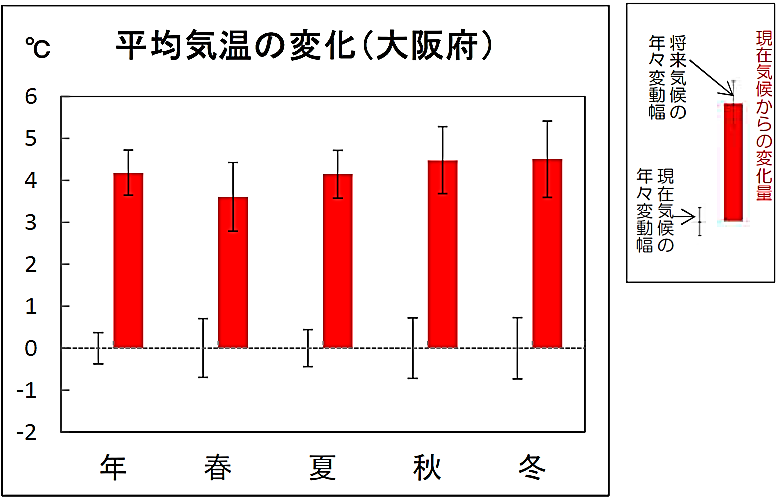 ℃
平均気温の変化(大阪府)
6
5
4
3
2
1
0
-1
-2
年 春 夏 秋 冬
現在気候からの変化量
将来気候の
年々変動幅
現在気候の
年々変動幅